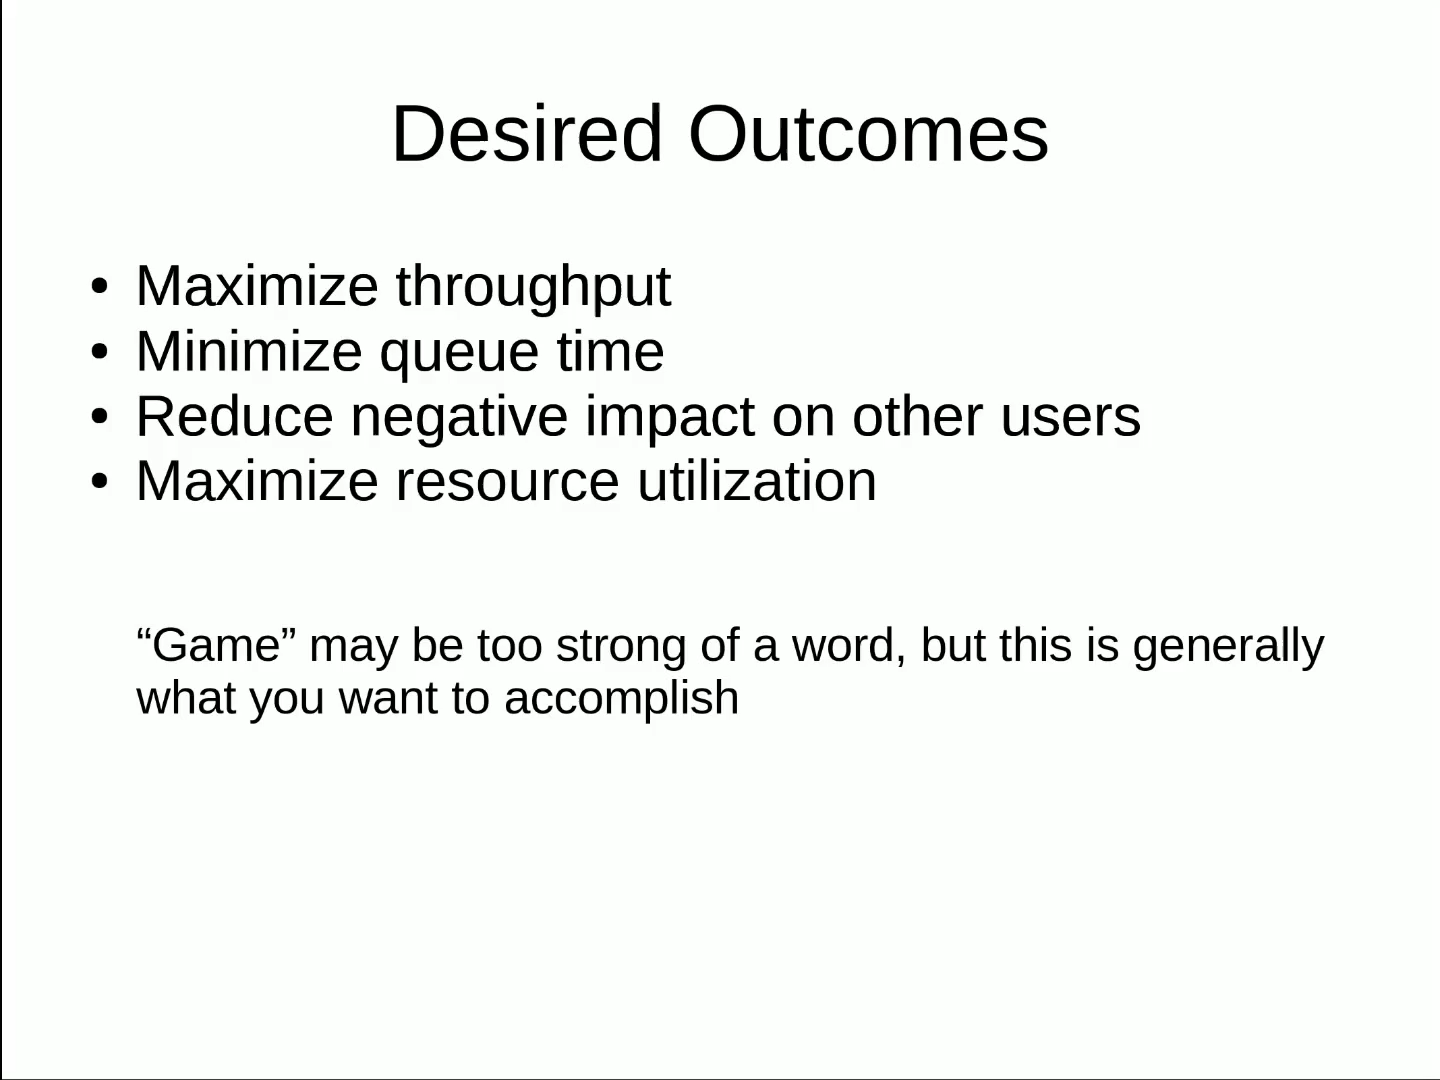 Desired Outcomes
• Maximize throughput
• Minimize queue time
• Reduce negative impact on other users
• Maximize resource utilization
“Game” may be too strong of a word, but this is generally
what you want to accomplish